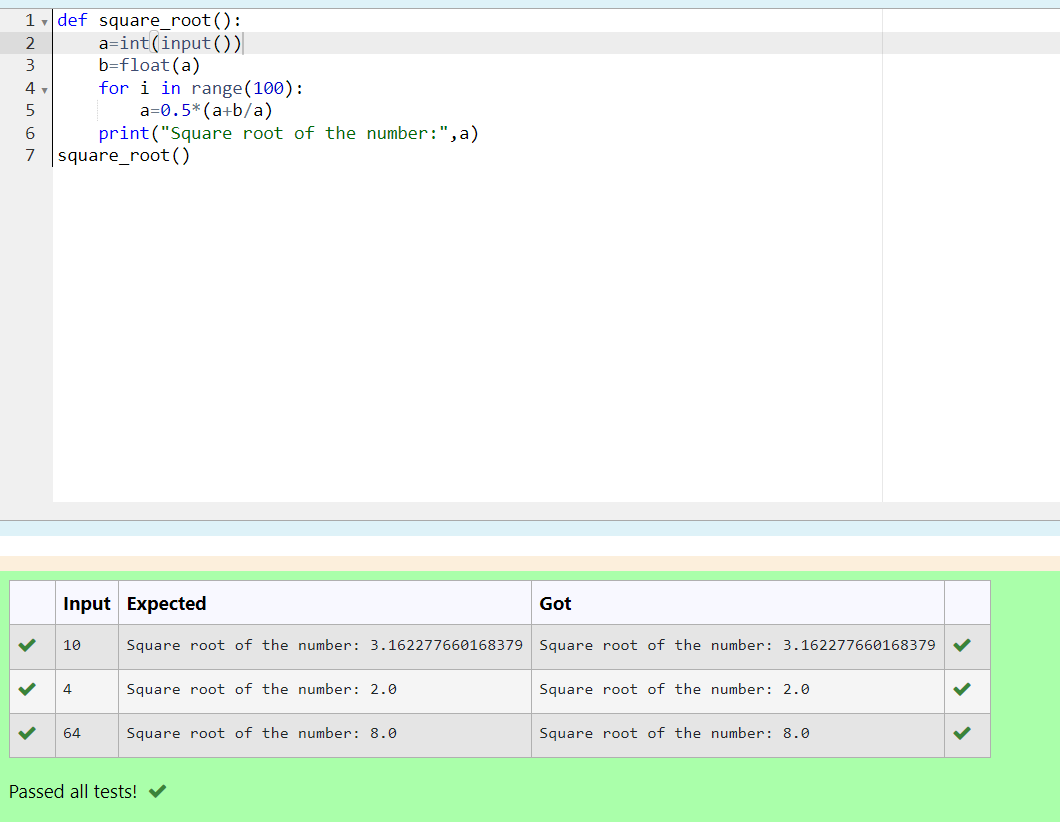 1 def square_root():
2     a=int(input())
3     b=float(a)
4     for i in range(100):
5         a=0.5*(a+b/a)
6     print("Square root of the number:",a)
7 square_root()
Input Expected Got
10 Square root of the number: 3.162277660168379 Square root of the number: 3.162277660168379
4 Square root of the number: 2.0 Square root of the number: 2.0
64 Square root of the number: 8.0 Square root of the number: 8.0
Passed all tests!